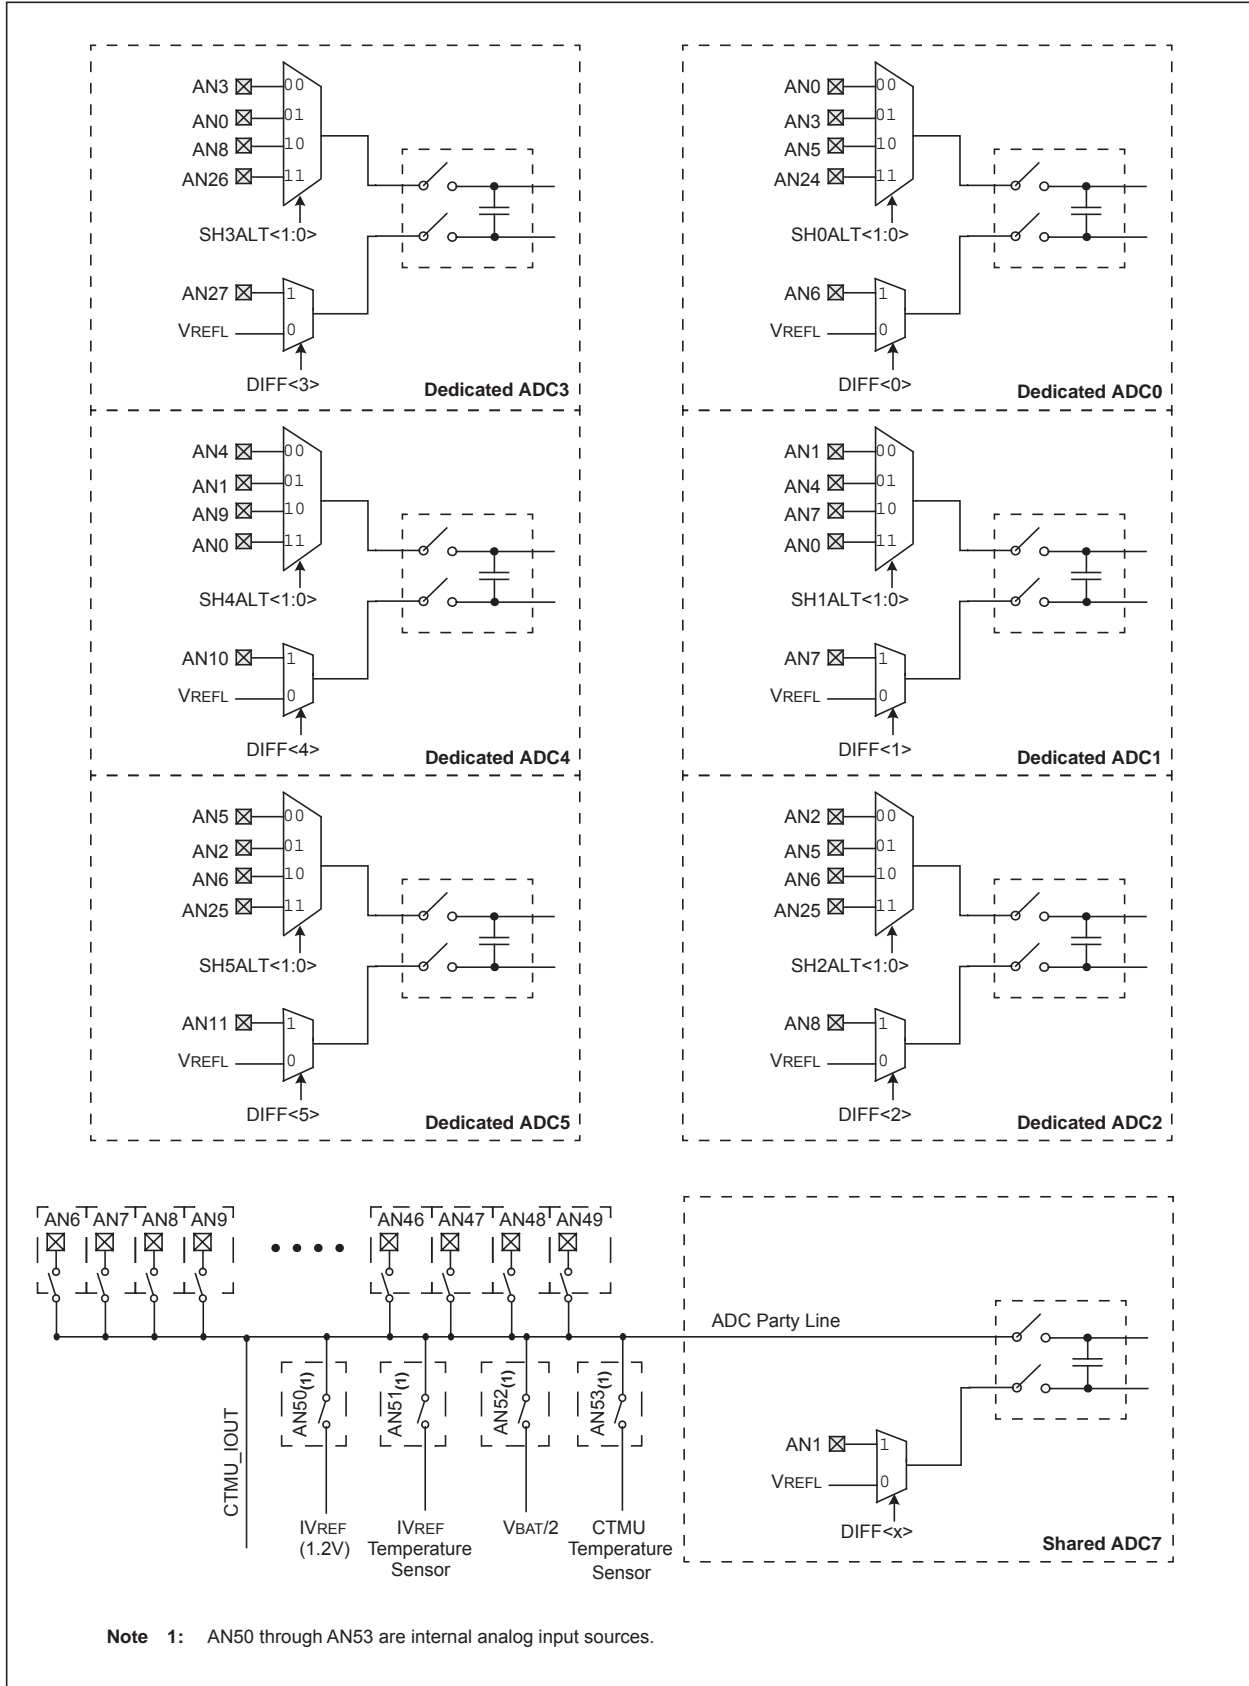 AN3 00
AN0 01
AN8 10
AN26 11
SH3ALT<1:0>
AN27 1
VREFL 0
DIFF<3>
Dedicated ADC3
AN0 00
AN3 01
AN5 10
AN24 11
SH0ALT<1:0>
AN6 1
VREFL 0
DIFF<0>
Dedicated ADC0
AN4 00
AN1 01
AN9 10
AN0 11
SH4ALT<1:0>
AN10 1
VREFL 0
DIFF<4>
Dedicated ADC4
AN1 00
AN4 01
AN7 10
AN0 11
SH1ALT<1:0>
AN7 1
VREFL 0
DIFF<1>
Dedicated ADC1
AN5 00
AN2 01
AN6 10
AN25 11
SH5ALT<1:0>
AN11 1
VREFL 0
DIFF<5>
Dedicated ADC5
AN2 00
AN5 01
AN6 10
AN25 11
SH2ALT<1:0>
AN8 1
VREFL 0
DIFF<2>
Dedicated ADC2
AN6 AN7 AN8 AN9 AN46 AN47 AN48 AN49
ADC Party Line
CTMU_IOUT
AN50(1)
AN51(1)
AN52(1)
AN53(1)
IVREF
(1.2V)
IVREF
Temperature
Sensor
VBAT/2
CTMU
Temperature
Sensor
AN1 1
VREFL 0
DIFF<x>
Shared ADC7
Note 1: AN50 through AN53 are internal analog input sources.